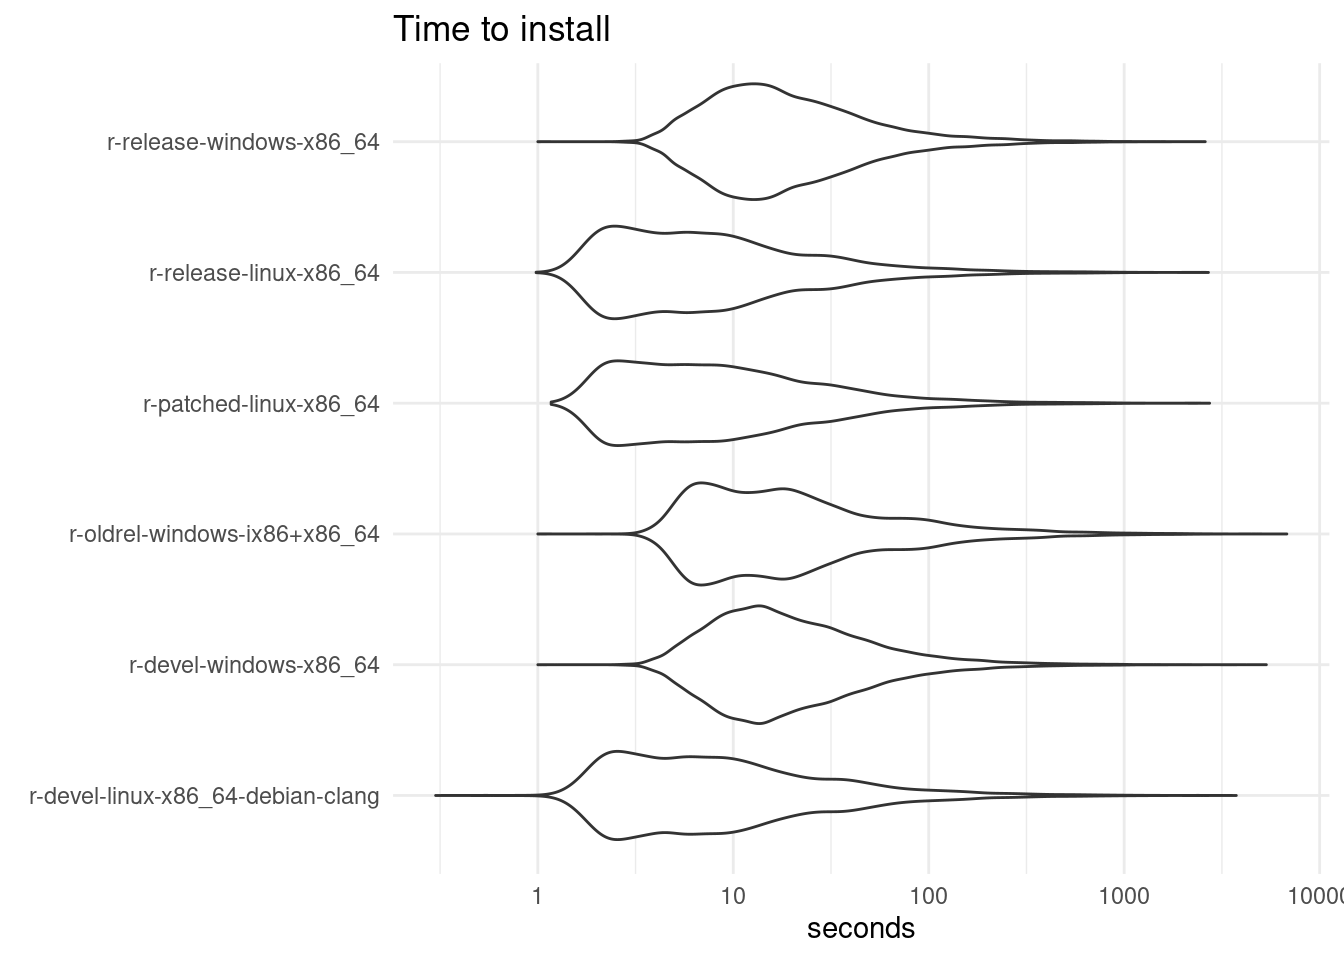 Time to install
r-release-windows-x86_64
r-release-linux-x86_64
r-patched-linux-x86_64
r-oldrel-windows-ix86+x86_64
r-devel-windows-x86_64
r-devel-linux-x86_64-debian-clang
1 10 100 1000 10000
seconds